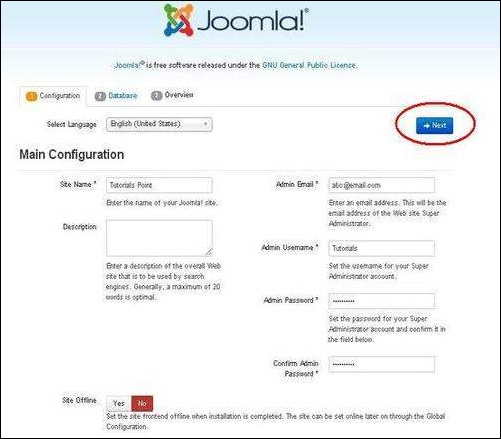 Joomla!
Joomla!® is free software released under the GNU General Public License.
1 Configuration
2 Database
3 Overview
Select Language
English (United States)
Next
Main Configuration
Site Name *
Tutorials Point
Enter the name of your Joomla! site.
Description
Enter a description of the overall Web
site that is to be used by search
engines. Generally, a maximum of 20
words is optimal.
Admin Email *
abc@email.com
Enter an email address. This will be the
email address of the Web site Super
Administrator.
Admin Username *
Tutorials
Set the username for your Super
Administrator account.
Admin Password *
••••••••••
Set the password for your Super
Administrator account and confirm it in
the field below.
Confirm Admin
Password *
••••••••••
Site Offline
Yes
No
Set the site frontend offline when installation is completed. The site can be set online later on through the Global
Configuration.